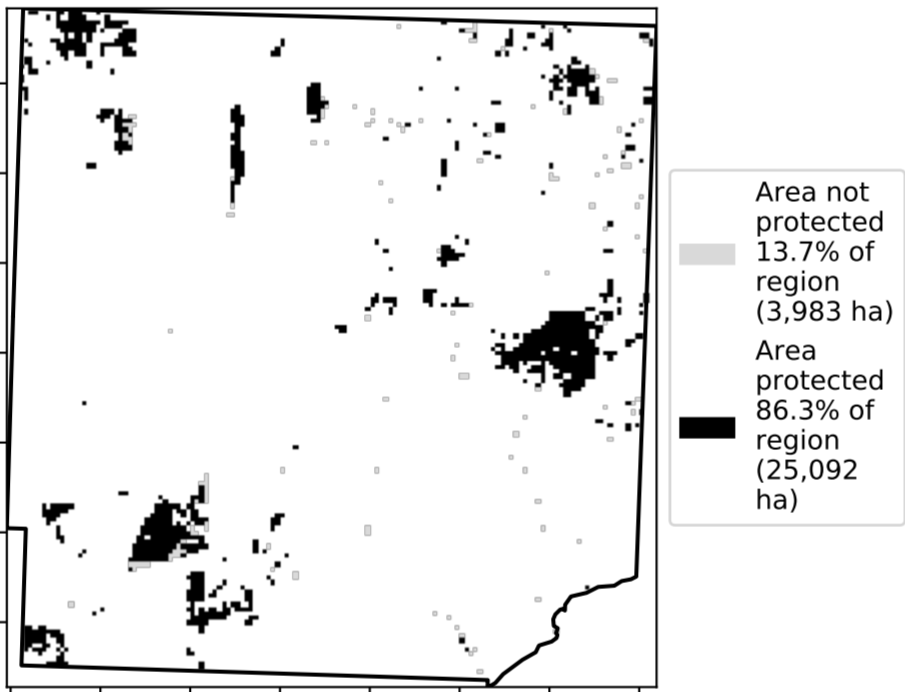 Area not
protected
13.7% of
region
(3,983 ha)
Area
protected
86.3% of
region
(25,092
ha)